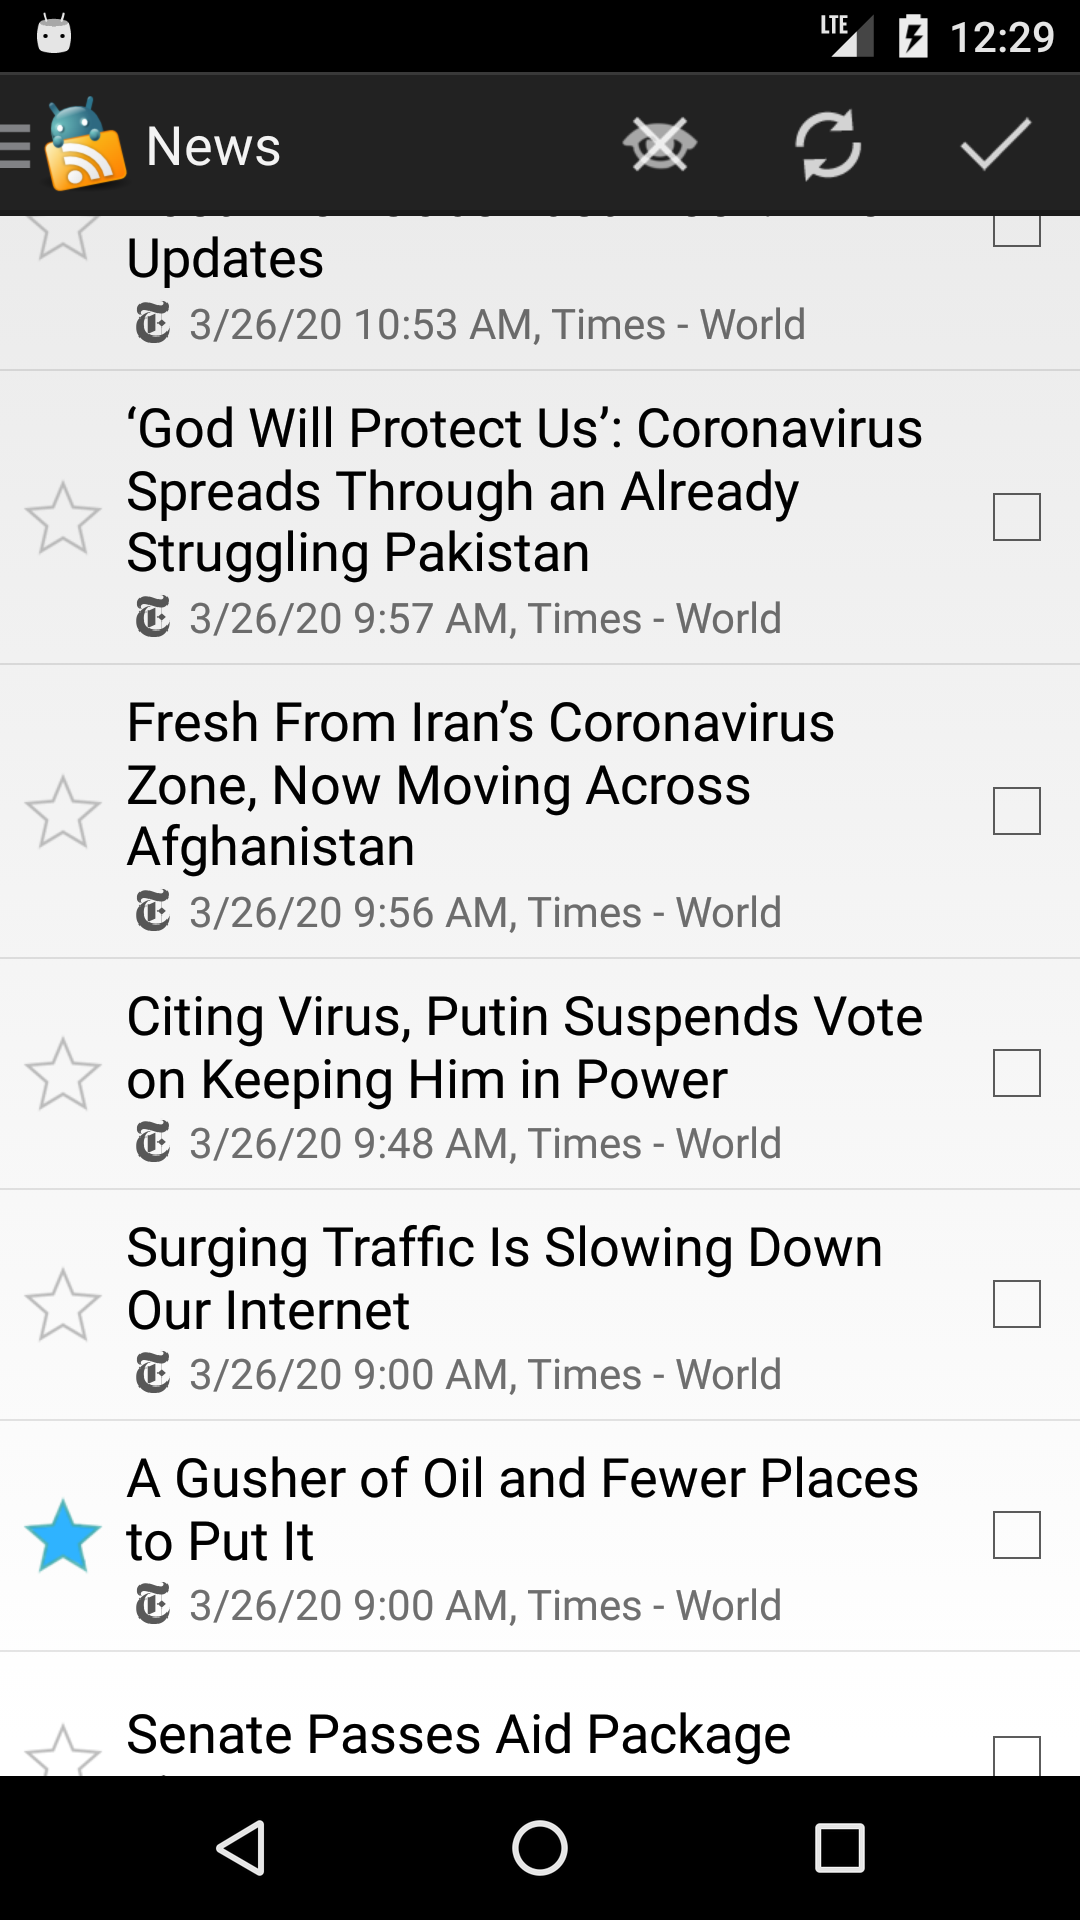 LTE 12:29
News
Updates
3/26/20 10:53 AM, Times - World
‘God Will Protect Us’: Coronavirus
Spreads Through an Already
Struggling Pakistan
3/26/20 9:57 AM, Times - World
Fresh From Iran’s Coronavirus
Zone, Now Moving Across
Afghanistan
3/26/20 9:56 AM, Times - World
Citing Virus, Putin Suspends Vote
on Keeping Him in Power
3/26/20 9:48 AM, Times - World
Surging Traffic Is Slowing Down
Our Internet
3/26/20 9:00 AM, Times - World
A Gusher of Oil and Fewer Places
to Put It
3/26/20 9:00 AM, Times - World
Senate Passes Aid Package